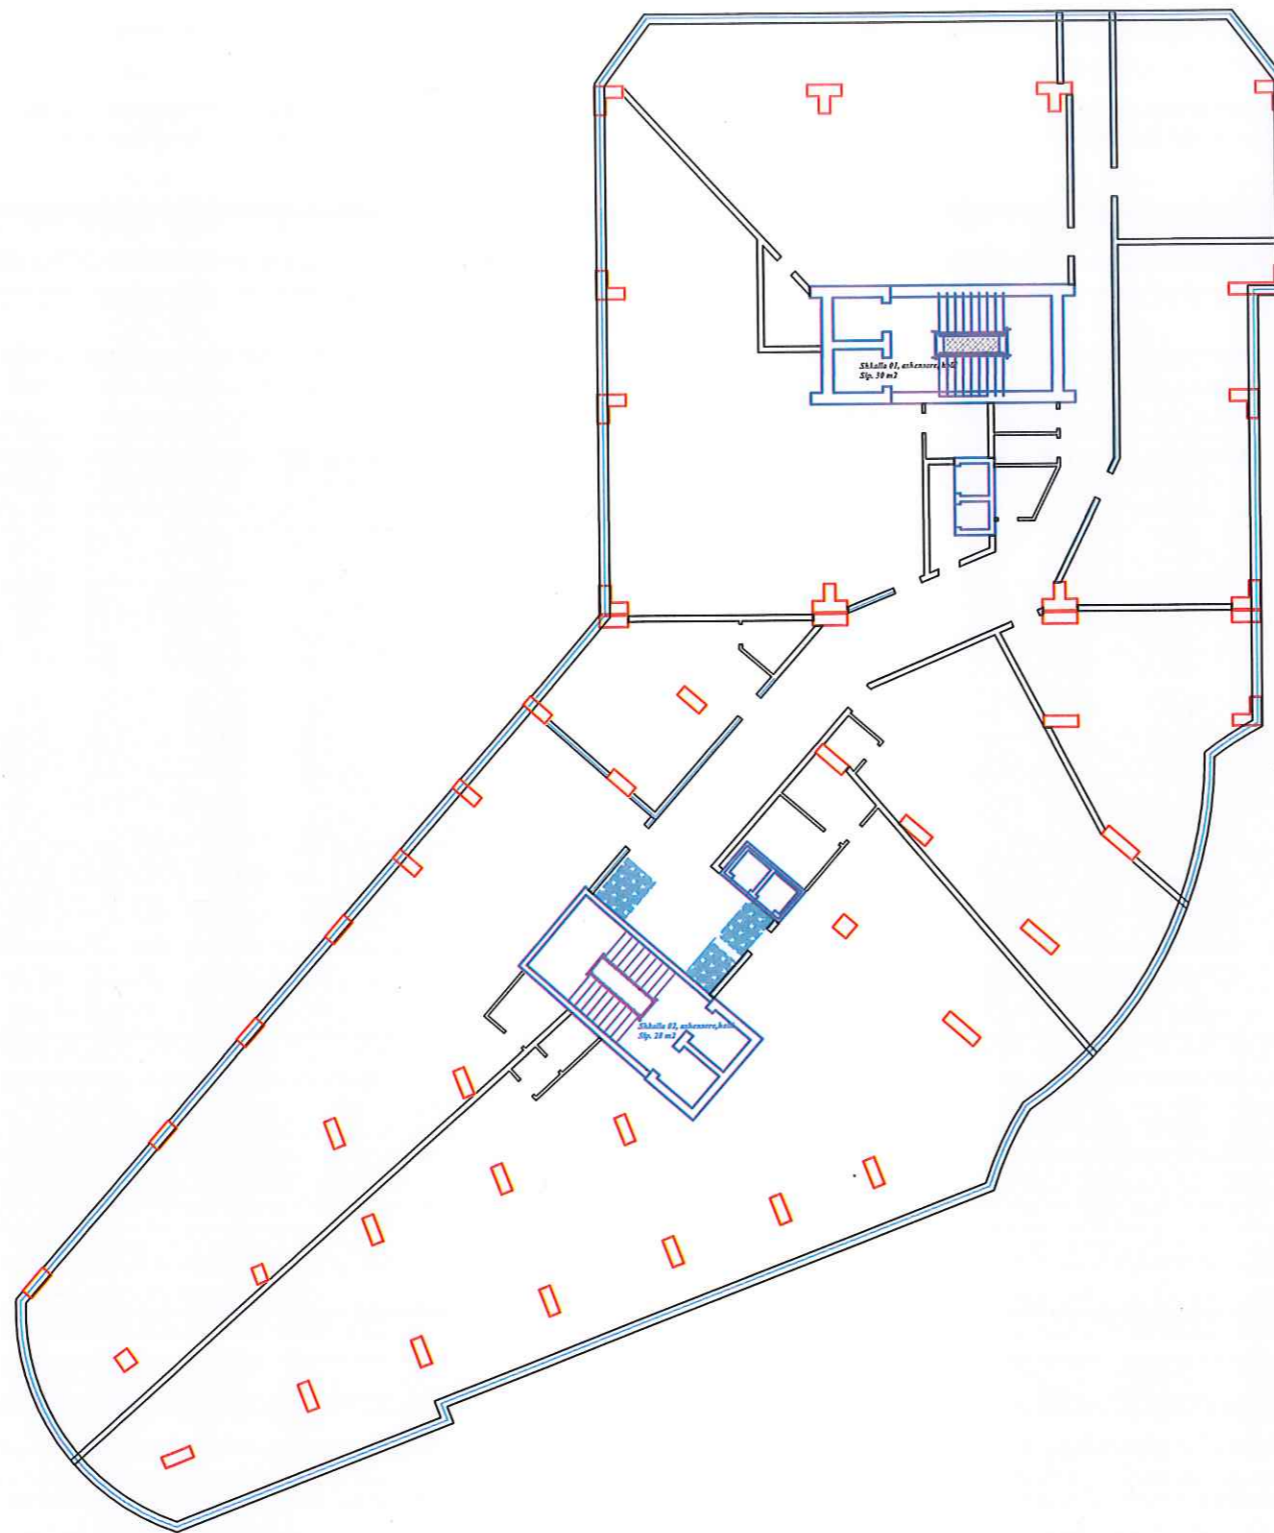 Shkalla 01, ashensore, holl
Sip. 30 m2
Shkalla 02, ashensore, holl
Sip. 28 m2